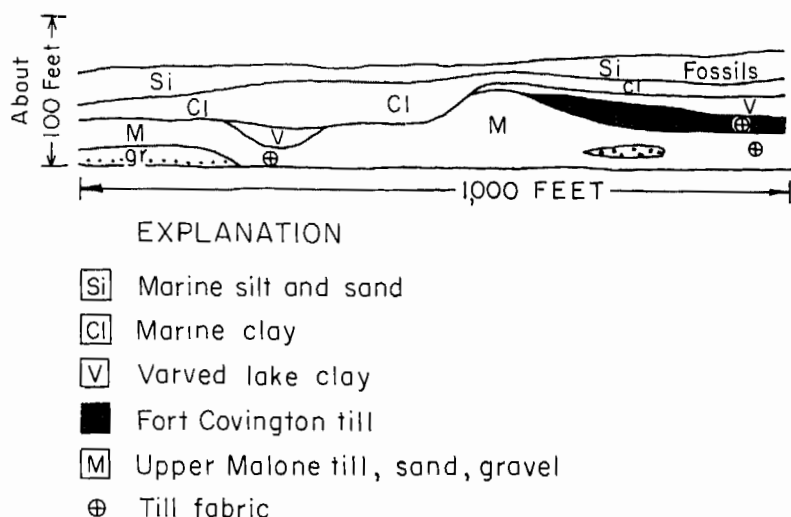 About
100 Feet
Si
Fossils
Si
Cl
Cl
Cl
V
M
V
M
gr
1,000 FEET
EXPLANATION
Si Marine silt and sand
Cl Marine clay
V Varved lake clay
Fort Covington till
M Upper Malone till, sand, gravel
⊕ Till fabric